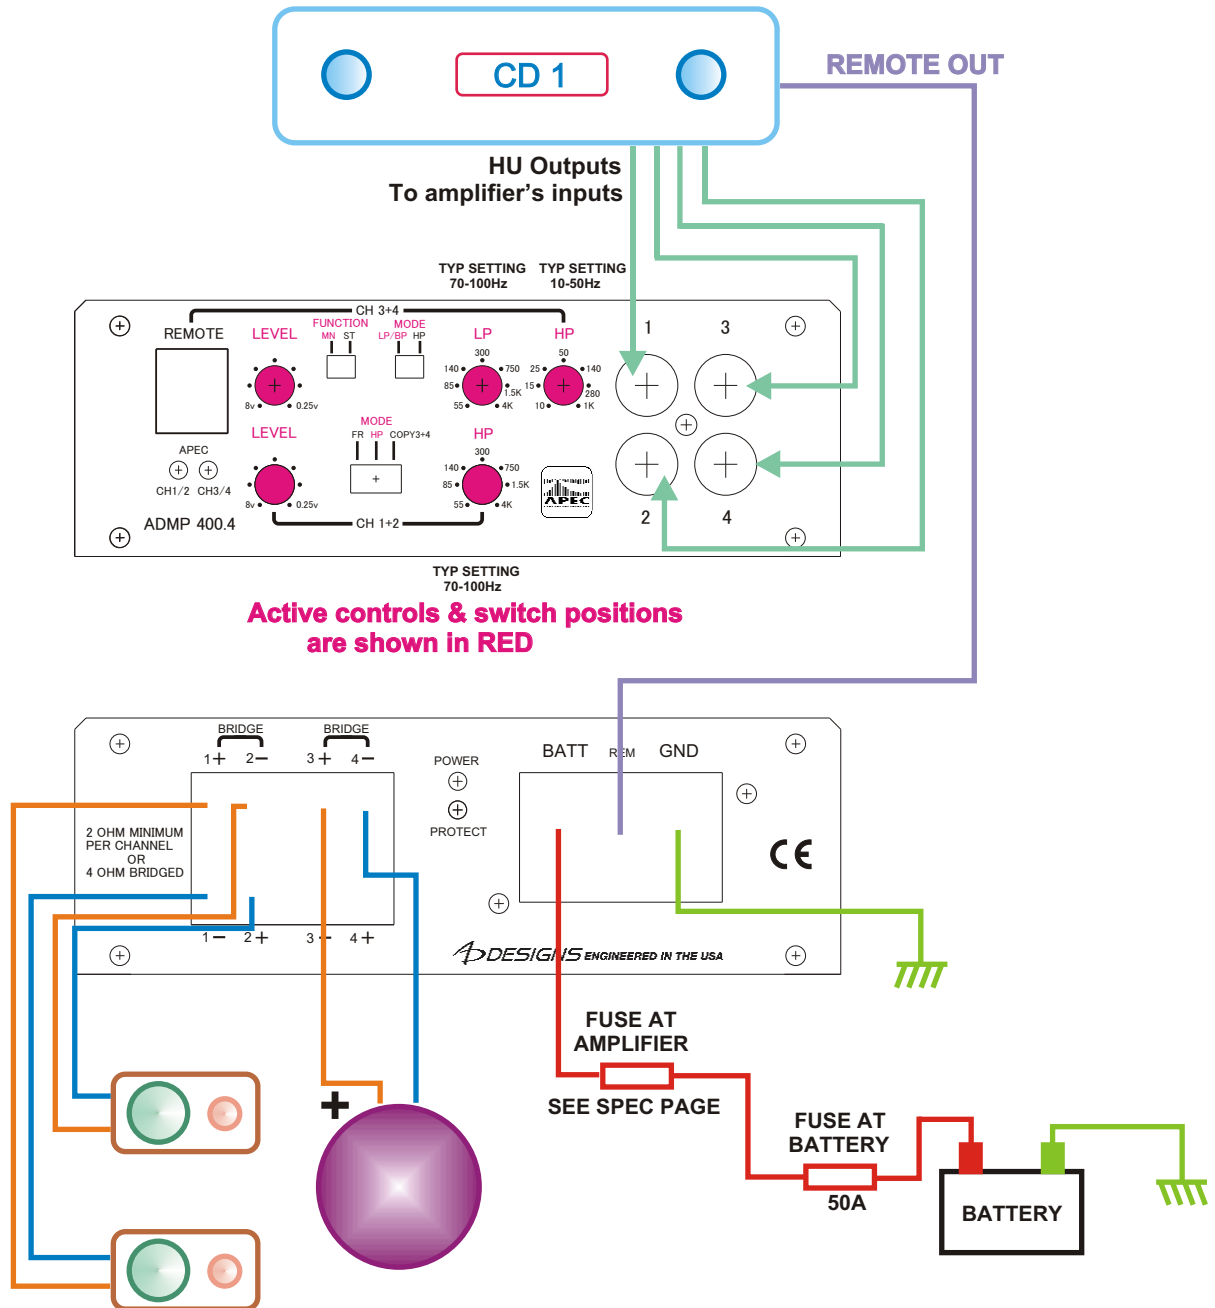 CD 1
REMOTE OUT
HU Outputs
To amplifier's inputs
TYP SETTING
70-100Hz
TYP SETTING
10-50Hz
CH 3+4
REMOTE
LEVEL
FUNCTION
MN ST
MODE
LP/BP HP
LP
HP
1
3
8v 0.25v
55 85 140 300 750 1.5K 4K
10 15 25 50 140 280 1K
APEC
CH1/2 CH3/4
LEVEL
MODE
FR HP COPY3+4
HP
8v 0.25v
55 85 140 300 750 1.5K 4K
APEC
2
4
ADMP 400.4
CH 1+2
TYP SETTING
70-100Hz
Active controls & switch positions
are shown in RED
BRIDGE
BRIDGE
1+ 2− 3+ 4−
POWER
PROTECT
BATT REM GND
2 OHM MINIMUM
PER CHANNEL
OR
4 OHM BRIDGED
CE
1− 2+ 3− 4+
DESIGNS ENGINEERED IN THE USA
FUSE AT
AMPLIFIER
SEE SPEC PAGE
+
FUSE AT
BATTERY
50A
BATTERY